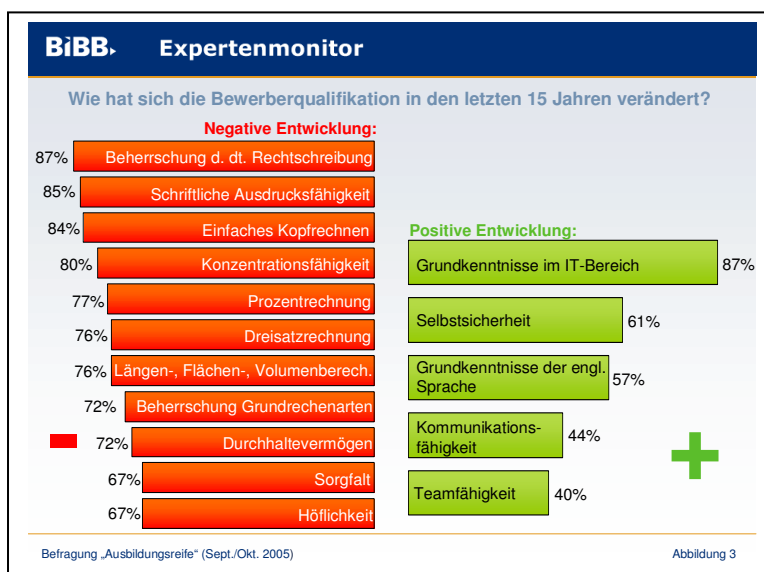 BiBB Expertenmonitor
Wie hat sich die Bewerberqualifikation in den letzten 15 Jahren verändert?
Negative Entwicklung:
87% Beherrschung d. dt. Rechtschreibung
85% Schriftliche Ausdrucksfähigkeit
84% Einfaches Kopfrechnen
80% Konzentrationsfähigkeit
77% Prozentrechnung
76% Dreisatzrechnung
76% Längen-, Flächen-, Volumenberech.
72% Beherrschung Grundrechenarten
72% Durchhaltevermögen
67% Sorgfalt
67% Höflichkeit
Positive Entwicklung:
Grundkenntnisse im IT-Bereich 87%
Selbstsicherheit 61%
Grundkenntnisse der engl.
Sprache 57%
Kommunikations-
fähigkeit 44%
Teamfähigkeit 40%
Befragung „Ausbildungsreife“ (Sept./Okt. 2005) Abbildung 3